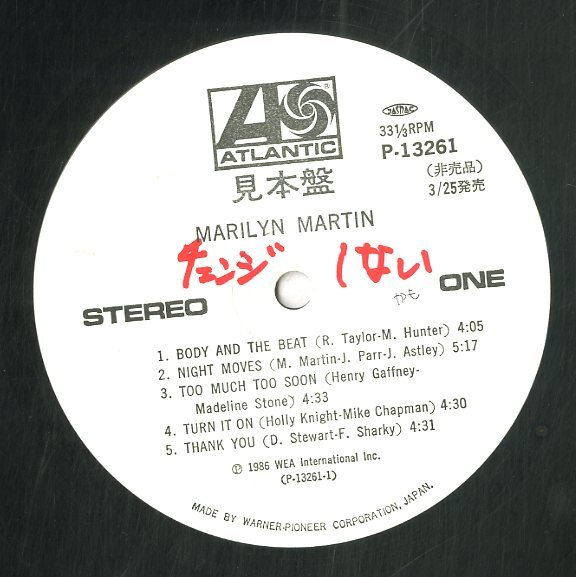 ATLANTIC
JASRAC
33⅓RPM
P-13261
(非売品)
3/25発売
見本盤
MARILYN MARTIN
チェンジ しない
かも
STEREO ONE
1. BODY AND THE BEAT (R. Taylor-M. Hunter) 4:05
2. NIGHT MOVES (M. Martin-J. Parr-J. Astley) 5:17
3. TOO MUCH TOO SOON (Henry Gaffney-
Madeline Stone) 4:33
4. TURN IT ON (Holly Knight-Mike Chapman) 4:30
5. THANK YOU (D. Stewart-F. Sharky) 4:31
℗ 1986 WEA International Inc.
(P-13261-1)
MADE BY WARNER-PIONEER CORPORATION, JAPAN.